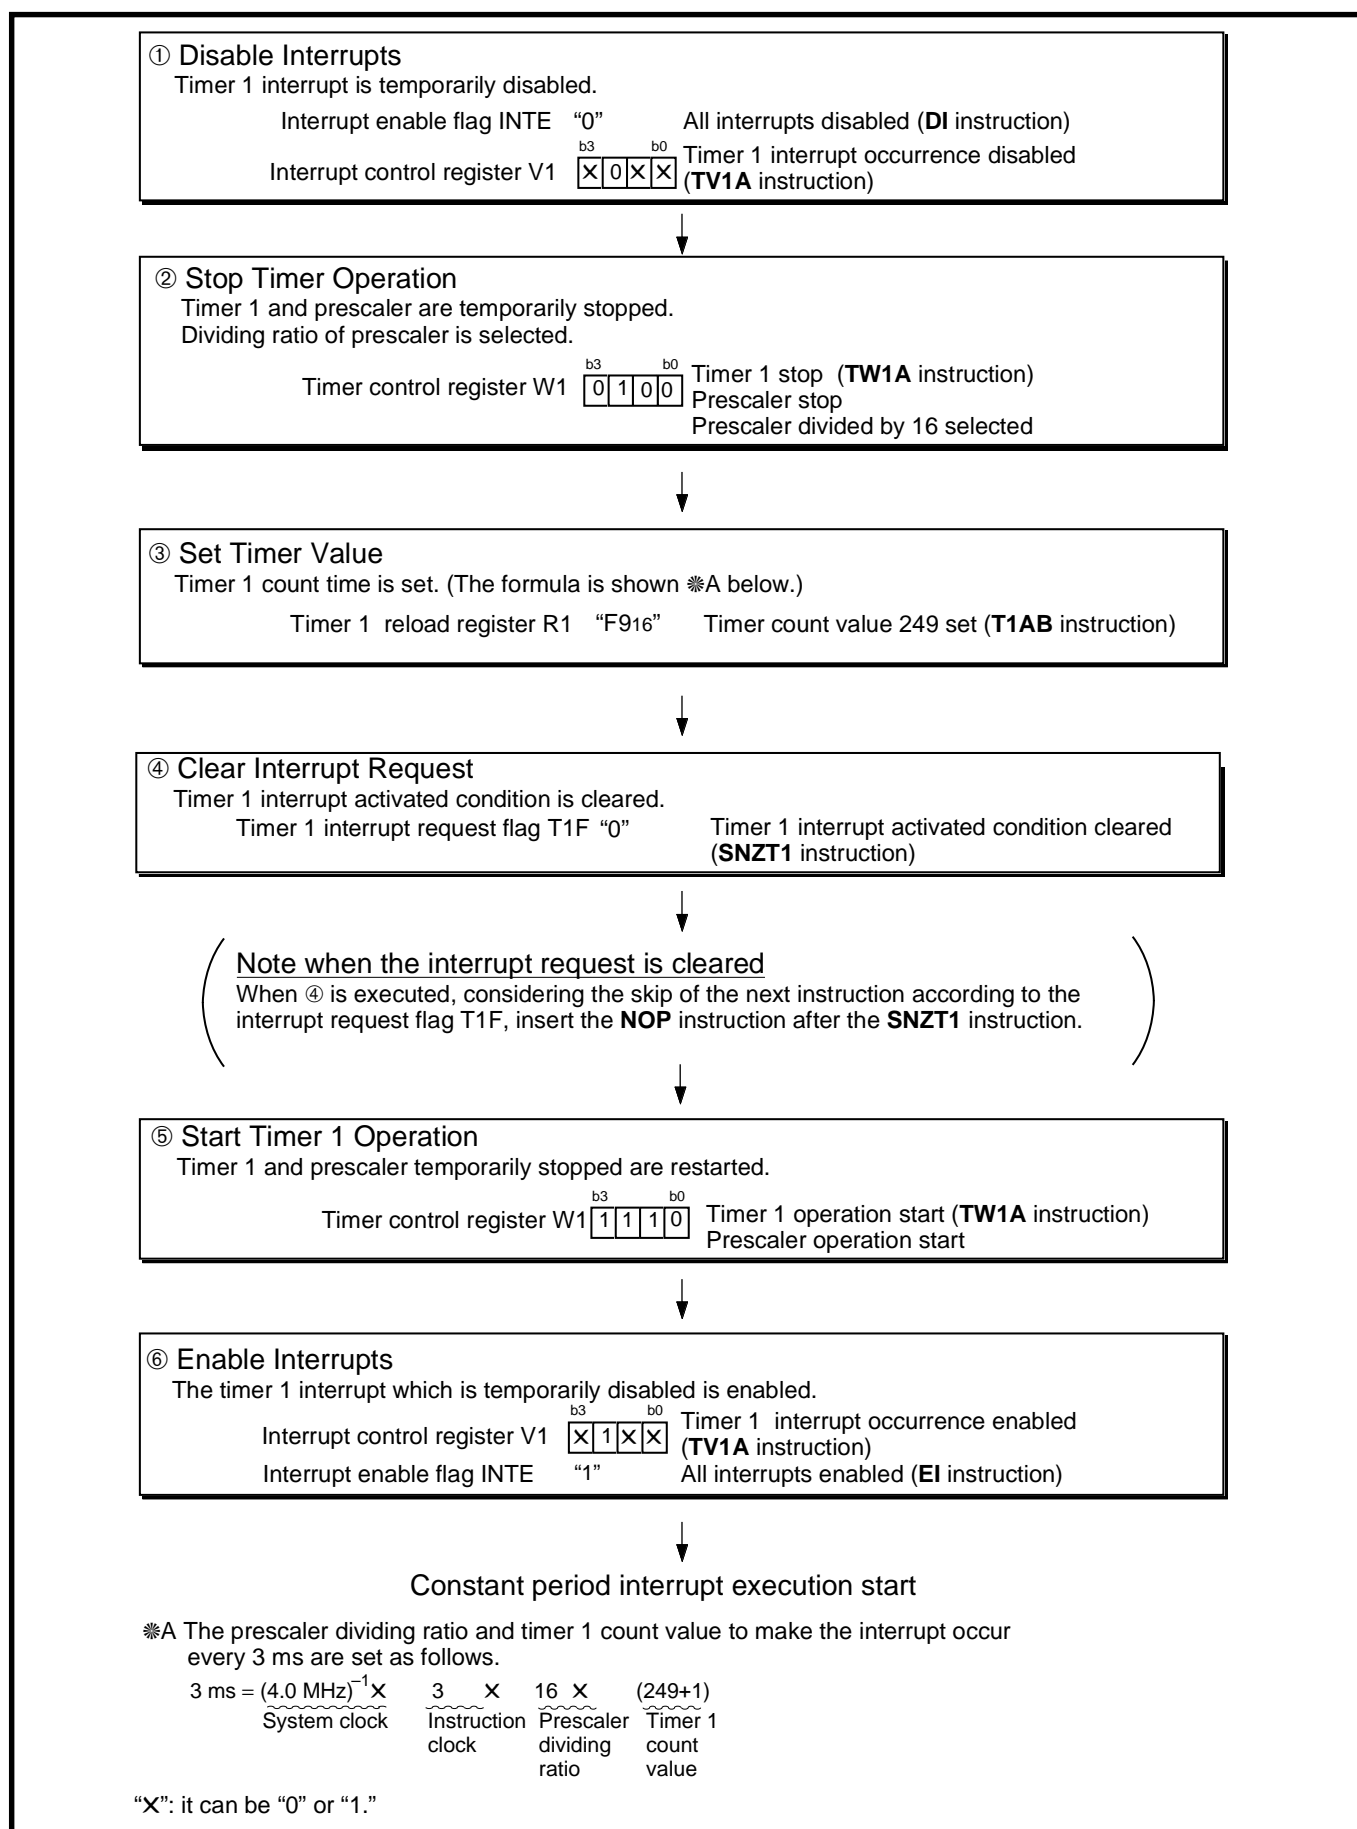 ① Disable Interrupts
Timer 1 interrupt is temporarily disabled.
Interrupt enable flag INTE “0” All interrupts disabled (DI instruction)
b3 b0
Interrupt control register V1 ✕ 0 ✕ ✕ Timer 1 interrupt occurrence disabled
(TV1A instruction)
② Stop Timer Operation
Timer 1 and prescaler are temporarily stopped.
Dividing ratio of prescaler is selected.
b3 b0
Timer control register W1 0 1 0 0 Timer 1 stop (TW1A instruction)
Prescaler stop
Prescaler divided by 16 selected
③ Set Timer Value
Timer 1 count time is set. (The formula is shown ❊A below.)
Timer 1 reload register R1 “F916” Timer count value 249 set (T1AB instruction)
④ Clear Interrupt Request
Timer 1 interrupt activated condition is cleared.
Timer 1 interrupt request flag T1F “0” Timer 1 interrupt activated condition cleared
(SNZT1 instruction)
Note when the interrupt request is cleared
When ④ is executed, considering the skip of the next instruction according to the
interrupt request flag T1F, insert the NOP instruction after the SNZT1 instruction.
⑤ Start Timer 1 Operation
Timer 1 and prescaler temporarily stopped are restarted.
b3 b0
Timer control register W1 1 1 1 0 Timer 1 operation start (TW1A instruction)
Prescaler operation start
⑥ Enable Interrupts
The timer 1 interrupt which is temporarily disabled is enabled.
b3 b0
Interrupt control register V1 ✕ 1 ✕ ✕ Timer 1 interrupt occurrence enabled
(TV1A instruction)
Interrupt enable flag INTE “1” All interrupts enabled (EI instruction)
Constant period interrupt execution start
❊A The prescaler dividing ratio and timer 1 count value to make the interrupt occur
every 3 ms are set as follows.
3 ms = (4.0 MHz)–1 ✕ 3 ✕ 16 ✕ (249+1)
System clock Instruction Prescaler Timer 1
clock dividing count
ratio value
“✕”: it can be “0” or “1.”